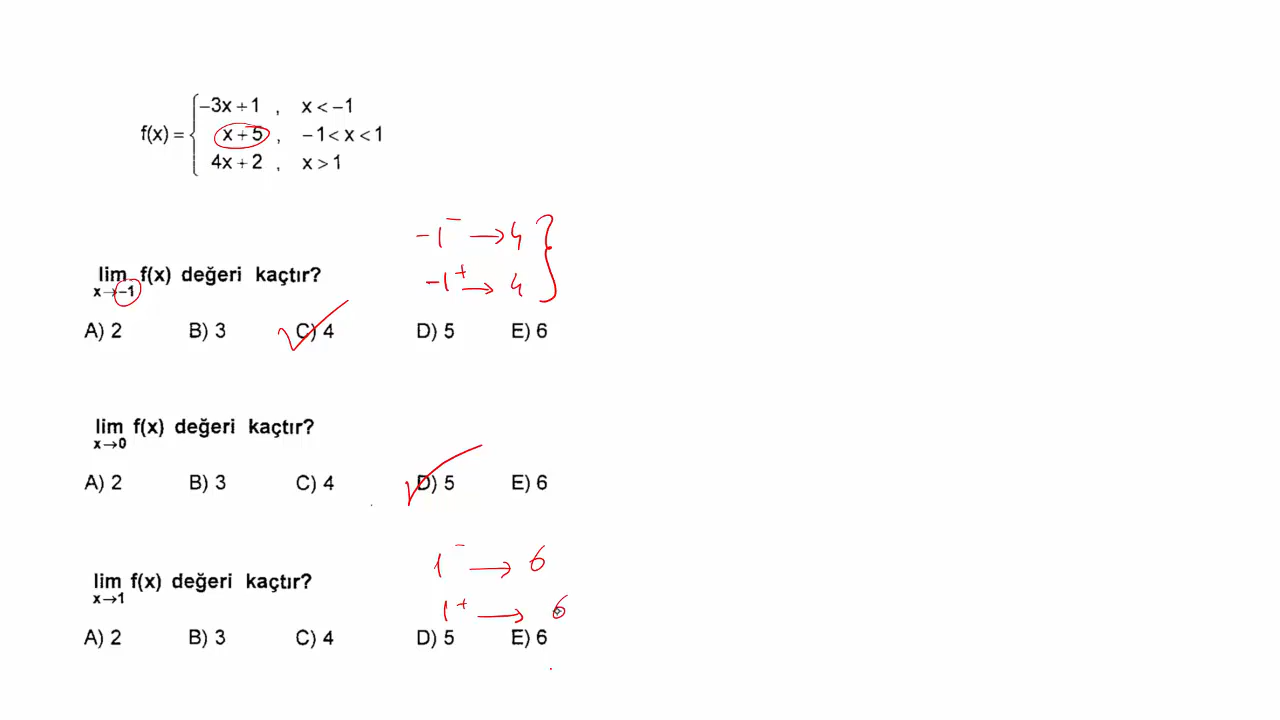 −3x + 1 , x < −1
f(x) = x + 5 , −1 < x < 1
4x + 2 , x > 1
−1⁻ → 4
−1⁺ → 4
lim f(x) değeri kaçtır?
x→−1
A) 2 B) 3 C) 4 D) 5 E) 6
lim f(x) değeri kaçtır?
x→0
A) 2 B) 3 C) 4 D) 5 E) 6
1⁻ → 6
lim f(x) değeri kaçtır?
x→1
1⁺ → 6
A) 2 B) 3 C) 4 D) 5 E) 6